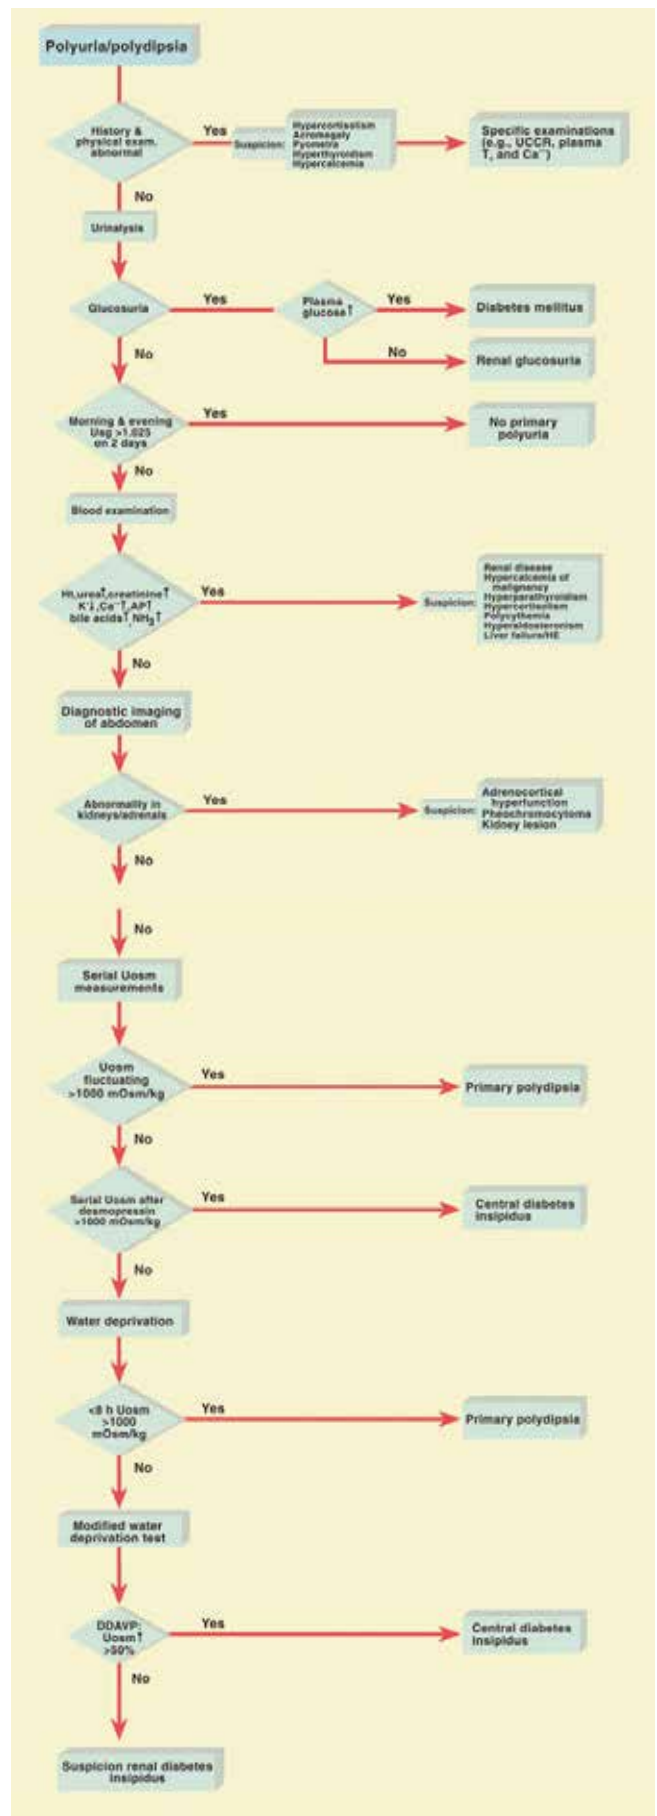 Polyuria/polydipsia
History &
physical exam.
abnormal
Yes
Suspicion:
Hypercortisolism
Acromegaly
Pyometra
Hyperthyroidism
Hypercalcemia
Specific examinations
(e.g., UCCR, plasma
T, and Ca⁺⁺)
No
Urinalysis
Glucosuria
Yes
Plasma
glucose↑
Yes
Diabetes mellitus
No
Renal glucosuria
No
Morning & evening
Usg >1.025
on 2 days
Yes
No primary
polyuria
No
Blood examination
Ht,urea↑,creatinine↑
K↓,Ca⁺⁺↑,AP↑
bile acids↑,NH₃↑
Yes
Suspicion:
Renal disease
Hypercalcemia of
malignancy
Hyperparathyroidism
Hypercortisolism
Polycythemia
Hyperaldosteronism
Liver failure/HE
No
Diagnostic imaging
of abdomen
Abnormality in
kidneys/adrenals
Yes
Suspicion:
Adrenocortical
hyperfunction
Pheochromocytoma
Kidney lesion
No
No
Serial Uosm
measurements
Uosm
fluctuating
>1000 mOsm/kg
Yes
Primary polydipsia
No
Serial Uosm after
desmopressin
>1000 mOsm/kg
Yes
Central diabetes
insipidus
No
Water deprivation
<8 h Uosm
>1000
mOsm/kg
Yes
Primary polydipsia
No
Modified water
deprivation test
DDAVP:
Uosm↑
>50%
Yes
Central diabetes
insipidus
No
Suspicion renal diabetes
insipidus